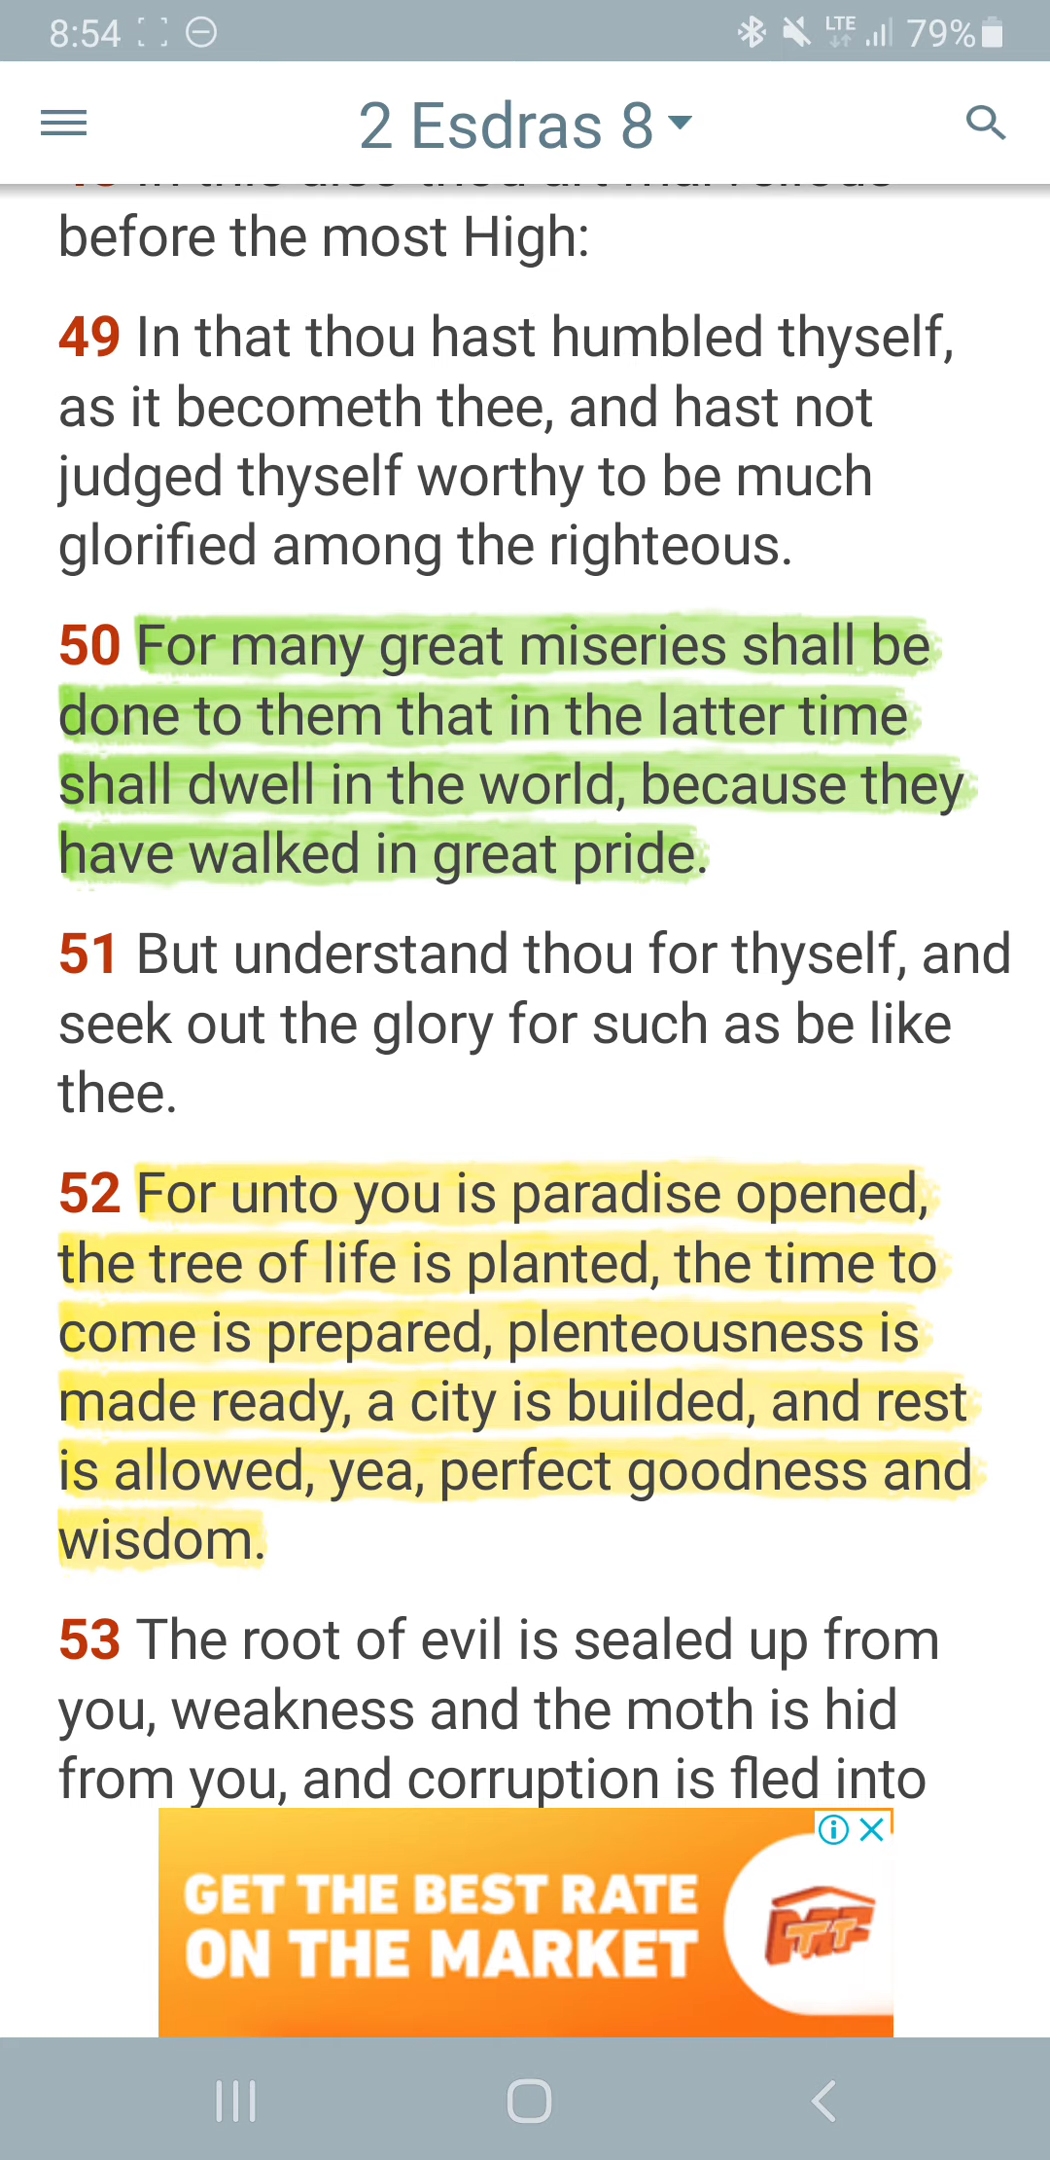 8:54
LTE
79%
2 Esdras 8
before the most High:
49 In that thou hast humbled thyself,
as it becometh thee, and hast not
judged thyself worthy to be much
glorified among the righteous.
50 For many great miseries shall be
done to them that in the latter time
shall dwell in the world, because they
have walked in great pride.
51 But understand thou for thyself, and
seek out the glory for such as be like
thee.
52 For unto you is paradise opened,
the tree of life is planted, the time to
come is prepared, plenteousness is
made ready, a city is builded, and rest
is allowed, yea, perfect goodness and
wisdom.
53 The root of evil is sealed up from
you, weakness and the moth is hid
from you, and corruption is fled into
GET THE BEST RATE
ON THE MARKET